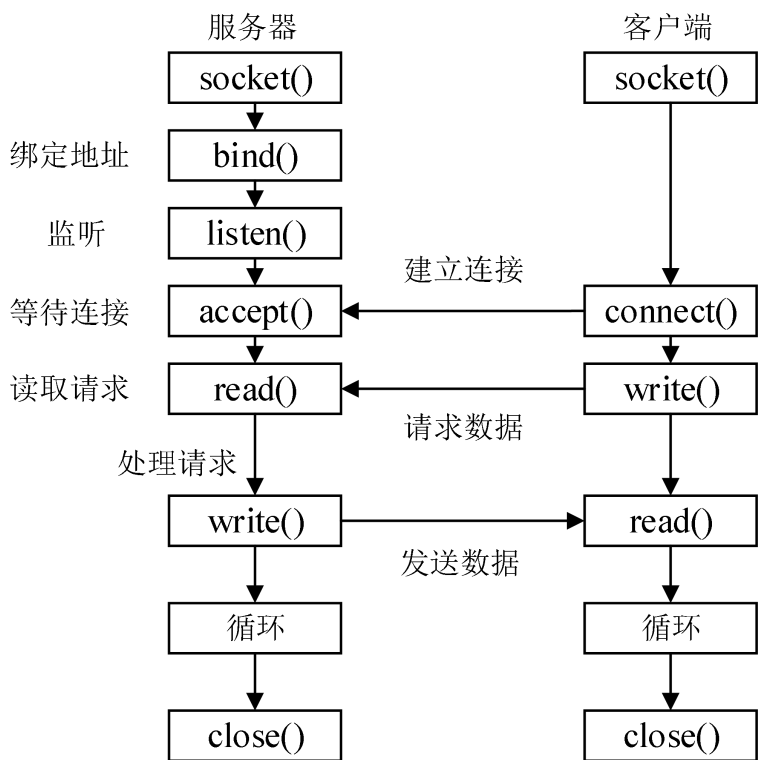 服务器
客户端
socket()
socket()
绑定地址
bind()
监听
listen()
建立连接
等待连接
accept()
connect()
读取请求
read()
write()
请求数据
处理请求
write()
read()
发送数据
循环
循环
close()
close()